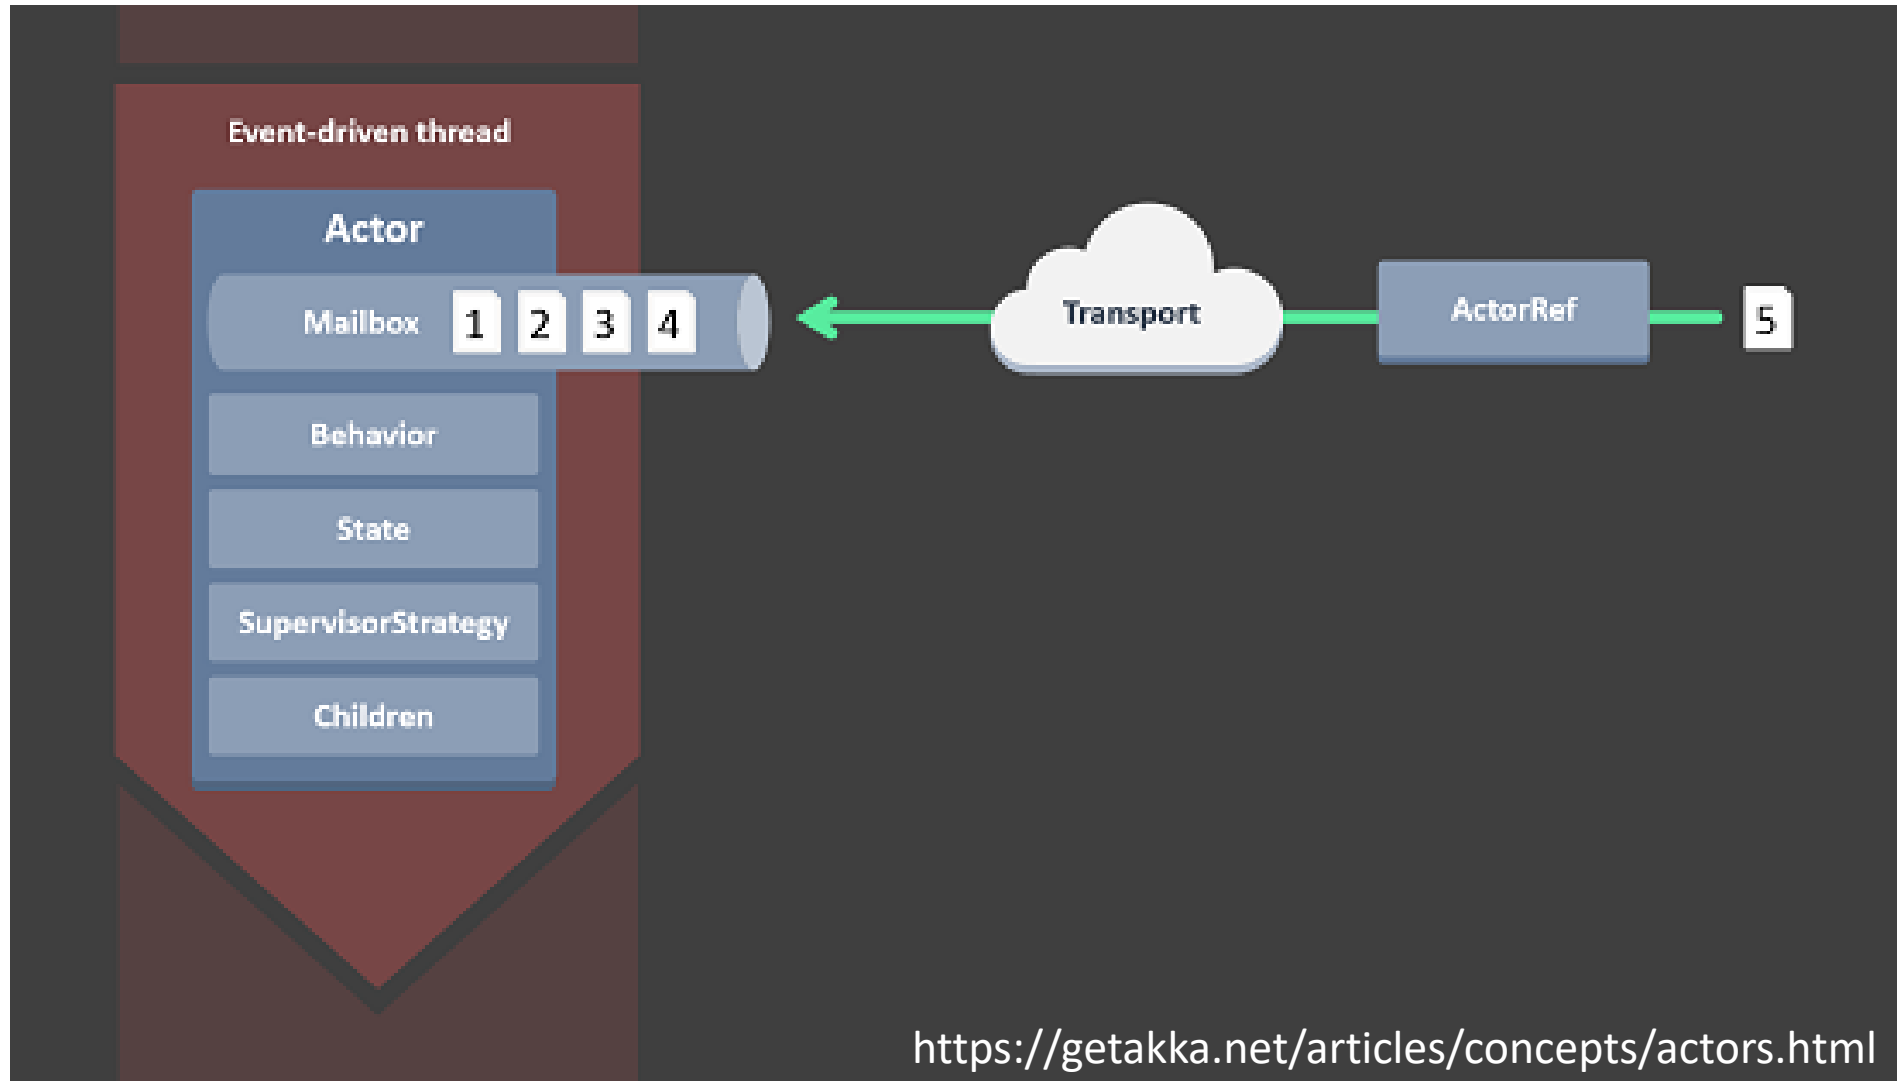 Event-driven thread
Actor
Mailbox 1 2 3 4
Transport
ActorRef
5
Behavior
State
SupervisorStrategy
Children
https://getakka.net/articles/concepts/actors.html